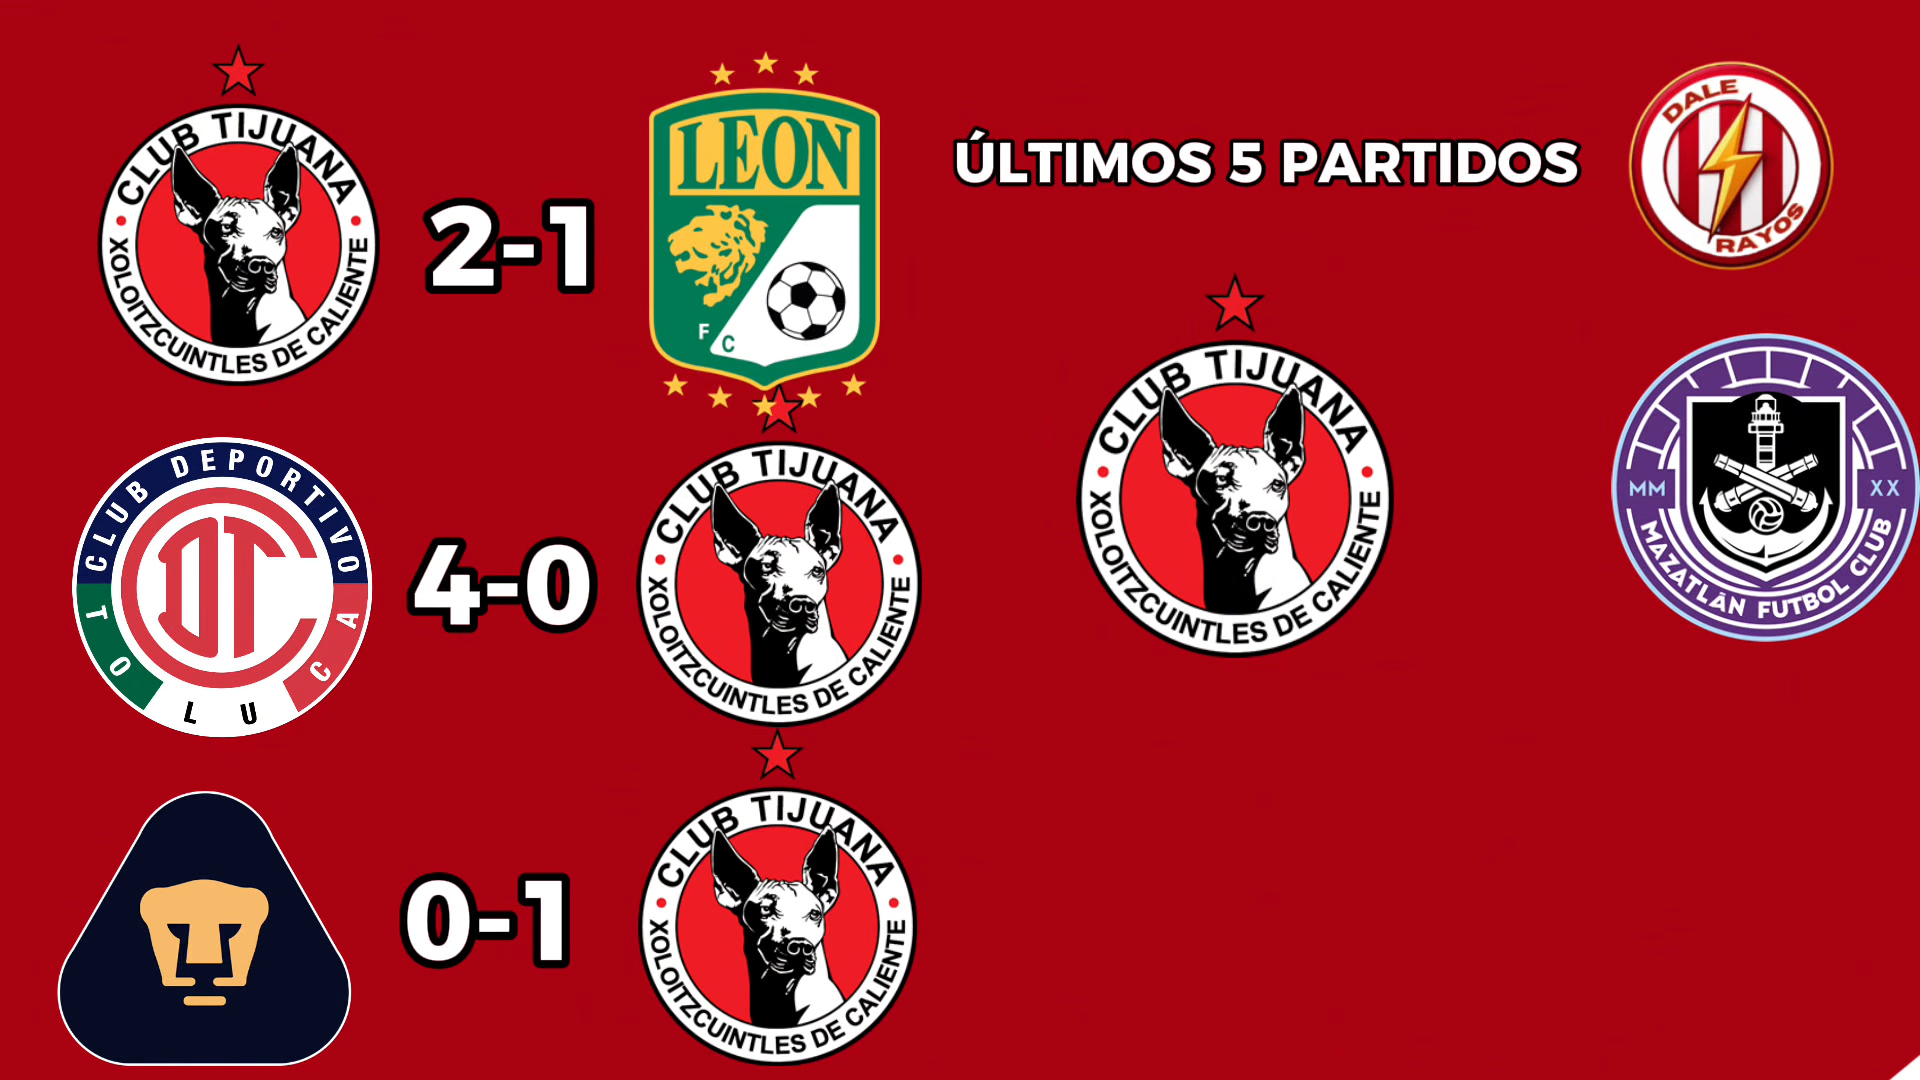 CLUB TIJUANA
XOLOITZCUINTLES DE CALIENTE
2-1
LEON
F C
ÚLTIMOS 5 PARTIDOS
DALE
RAYOS
CLUB DEPORTIVO
TOLUCA
4-0
CLUB TIJUANA
XOLOITZCUINTLES DE CALIENTE
0-1
CLUB TIJUANA
XOLOITZCUINTLES DE CALIENTE
CLUB TIJUANA
XOLOITZCUINTLES DE CALIENTE
MM XX
MAZATLÁN FUTBOL CLUB